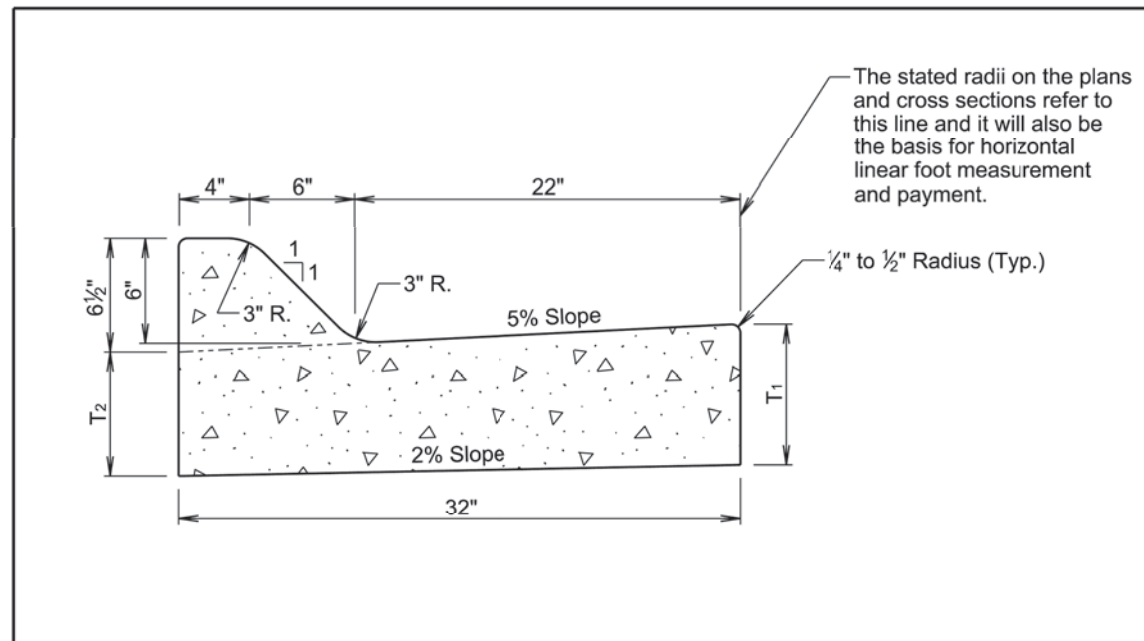 The stated radii on the plans
and cross sections refer to
this line and it will also be
the basis for horizontal
linear foot measurement
and payment.
4"
6"
22"
¼" to ½" Radius (Typ.)
1
1
6½"
6"
3" R.
3" R.
5% Slope
T₂
T₁
2% Slope
32"